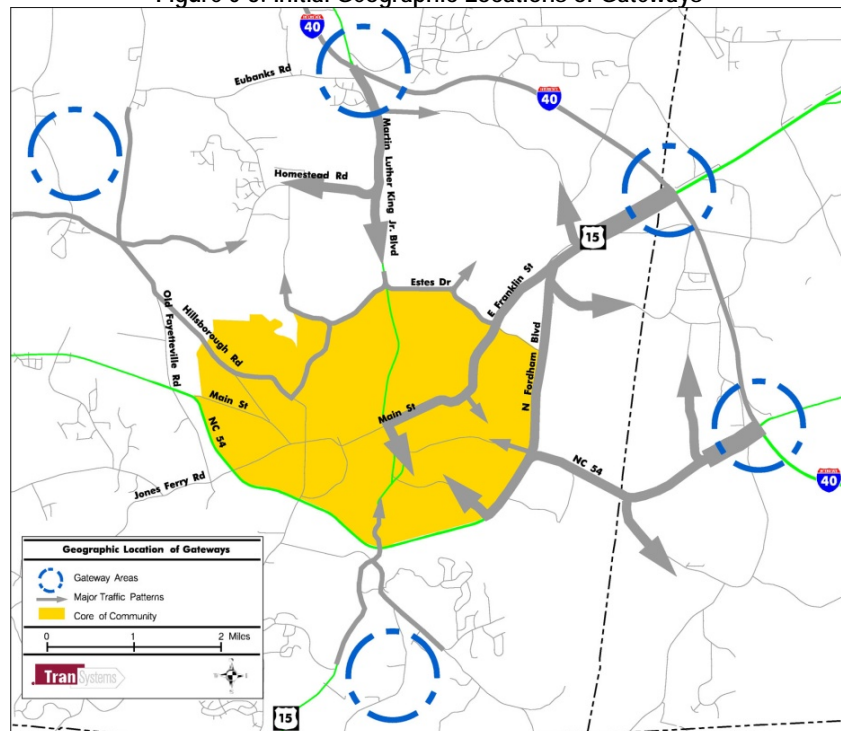 Figure 3-3: Initial Geographic Locations of Gateways
40
Eubanks Rd
40
Martin Luther King Jr. Blvd
Homestead Rd
15
Estes Dr
E Franklin St
Old Fayetteville Rd
Hillsborough Rd
N Fordham Blvd
Main St
Main St
NC 54
NC 54
Jones Ferry Rd
40
Geographic Location of Gateways
Gateway Areas
Major Traffic Patterns
Core of Community
0 1 2 Miles
TranSystems
15